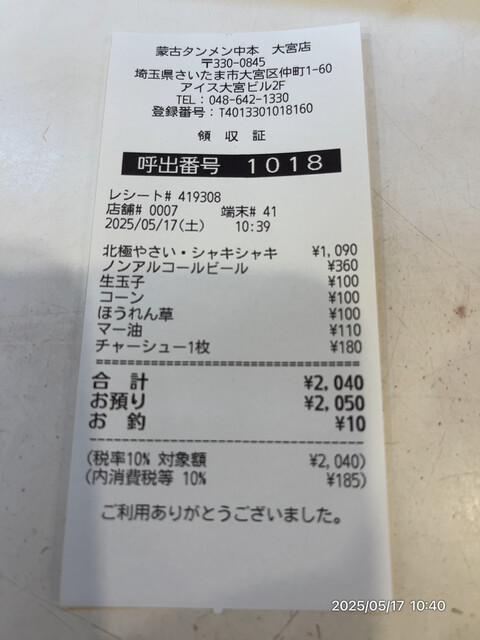 蒙古タンメン中本　大宮店
〒330-0845
埼玉県さいたま市大宮区仲町1-60
アイス大宮ビル2F
TEL：048-642-1330
登録番号：T4013301018160
領　収　証
呼出番号　1018
レシート# 419308
店舗# 0007　端末# 41
2025/05/17(土)　10:39
北極やさい・シャキシャキ　¥1,090
ノンアルコールビール　¥360
生玉子　¥100
コーン　¥100
ほうれん草　¥100
マー油　¥110
チャーシュー1枚　¥180
合　計　¥2,040
お預り　¥2,050
お　釣　¥10
(税率10% 対象額　¥2,040)
(内消費税等 10%　¥185)
ご利用ありがとうございました。
2025/05/17 10:40